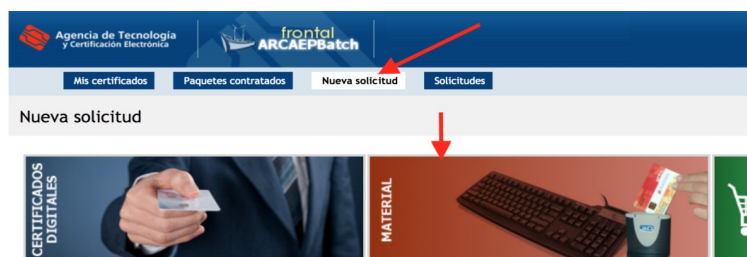 Agencia de Tecnología
y Certificación Electrónica
frontal
ARCAEPBatch
Mis certificados
Paquetes contratados
Nueva solicitud
Solicitudes
Nueva solicitud
CERTIFICADOS
DIGITALES
MATERIAL